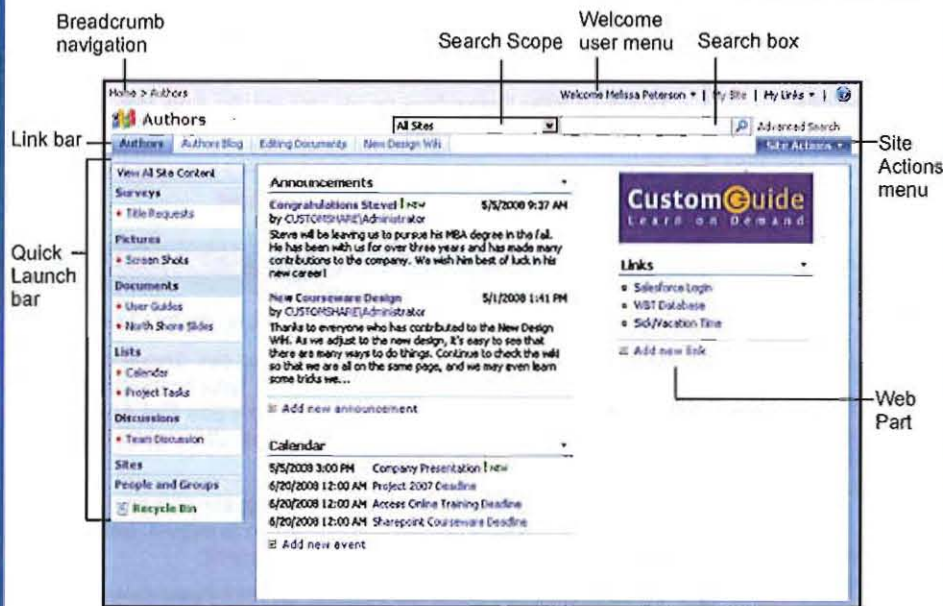 Breadcrumb
navigation
Search Scope
Welcome
user menu
Search box
Home > Authors
Welcome Melissa Peterson
My Site | My Links
Authors
All Sites
Advanced Search
Link bar
Authors
Authors Blog
Editing Documents
New Design Wiki
Site Actions
Site
Actions
menu
Quick
Launch
bar
View All Site Content
Surveys
Title Requests
Pictures
Screen Shots
Documents
User Guides
North Shore Slides
Lists
Calendar
Project Tasks
Discussions
Team Discussion
Sites
People and Groups
Recycle Bin
Announcements
Congratulations Steve! ! NEW 5/5/2008 9:37 AM
by CUSTOMSHARE\Administrator
Steve will be leaving us to pursue his MBA degree in the fall.
He has been with us for over three years and has made many
contributions to the company. We wish him best of luck in his
new career!
New Courseware Design 5/1/2008 1:41 PM
by CUSTOMSHARE\Administrator
Thanks to everyone who has contributed to the New Design
Wiki. As we adjust to the new design, it's easy to see that
there are many ways to do things. Continue to check the wiki
so that we are all on the same page, and we may even learn
some tricks we...
Add new announcement
Calendar
5/5/2008 3:00 PM Company Presentation ! NEW
6/20/2008 12:00 AM Project 2007 Deadline
6/20/2008 12:00 AM Access Online Training Deadline
6/20/2008 12:00 AM Sharepoint Courseware Deadline
Add new event
CustomGuide
Learn on Demand
Links
Salesforce Login
WBT Database
Sick/Vacation Time
Add new link
Web
Part